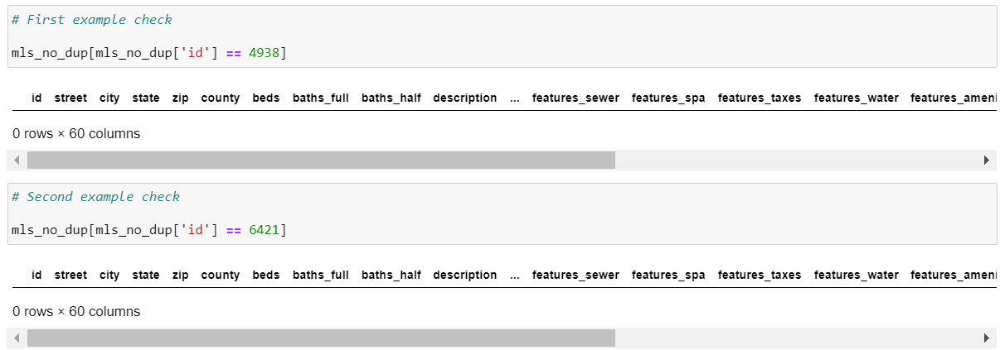 # First example check
mls_no_dup[mls_no_dup['id'] == 4938]
id street city state zip county beds baths_full baths_half description ... features_sewer features_spa features_taxes features_water features_ameni
0 rows × 60 columns
# Second example check
mls_no_dup[mls_no_dup['id'] == 6421]
id street city state zip county beds baths_full baths_half description ... features_sewer features_spa features_taxes features_water features_ameni
0 rows × 60 columns